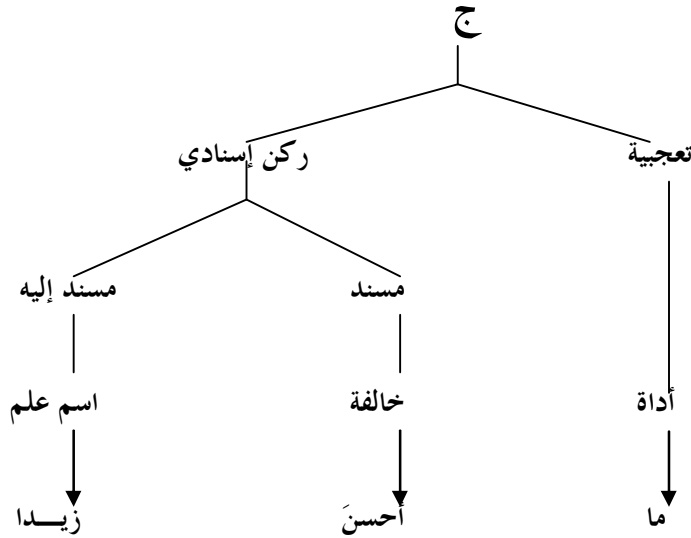 ج
تعجبية ركن إسنادي
مسند مسند إليه
أداة خالفة اسم علم
ما أحسنَ زيـــدا